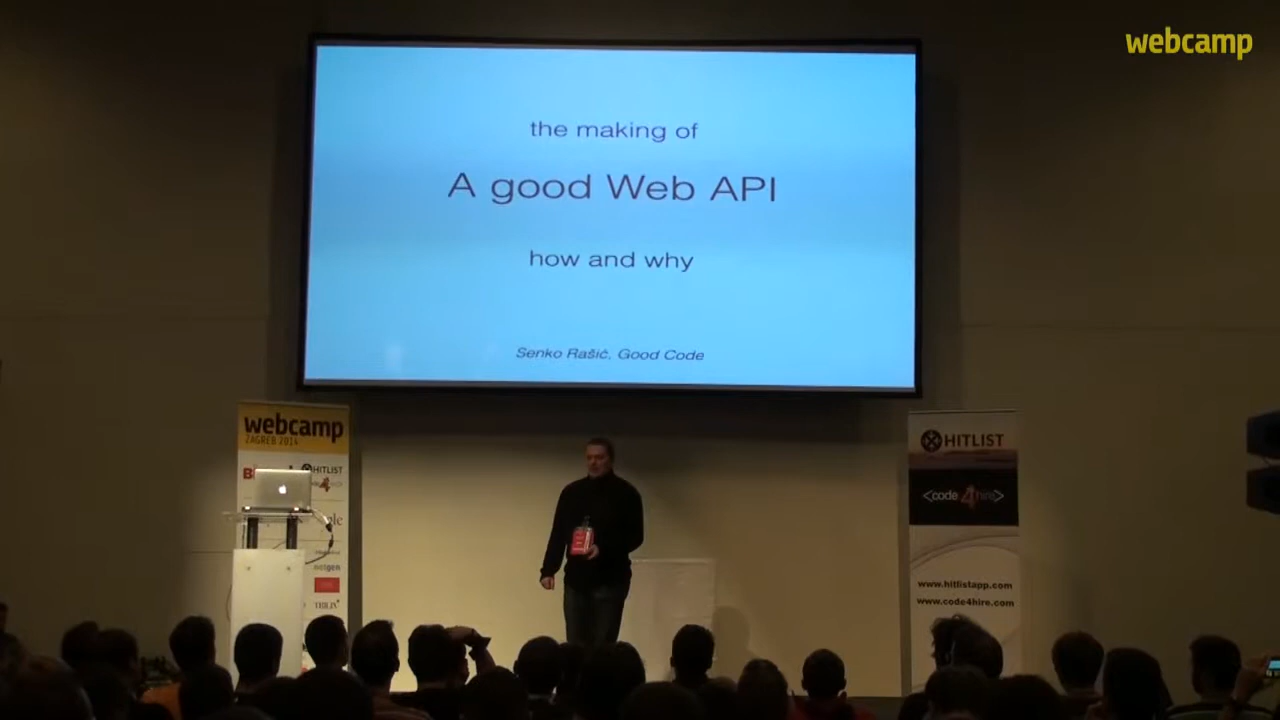 webcamp
the making of
A good Web API
how and why
Senko Rašić, Good Code
webcamp
ZAGREB 2014
HITLIST
HITLIST
<code4hire>
www.hitlistapp.com
www.code4hire.com